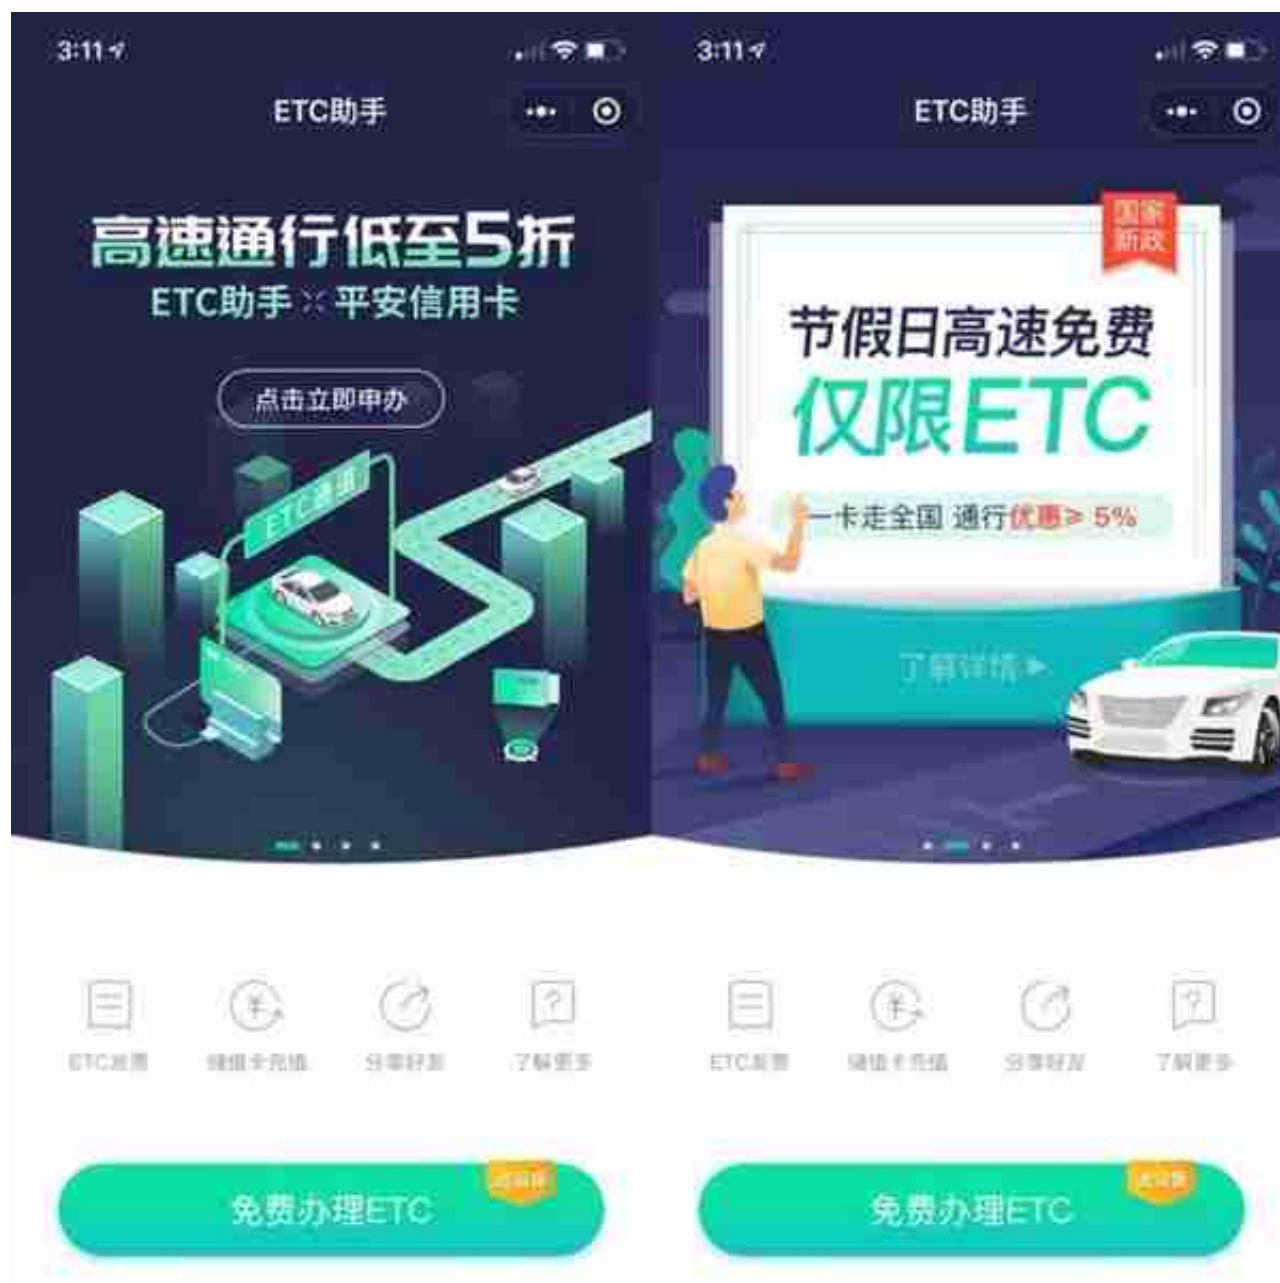 3:11
ETC助手
高速通行低至5折
ETC助手 × 平安信用卡
点击立即申办
ETC通道
ETC发票
储值卡充值
分享好友
了解更多
免费办理ETC
3:11
ETC助手
国家
新政
节假日高速免费
仅限ETC
一卡走全国 通行优惠≥5%
了解详情
ETC发票
储值卡充值
分享好友
了解更多
免费办理ETC